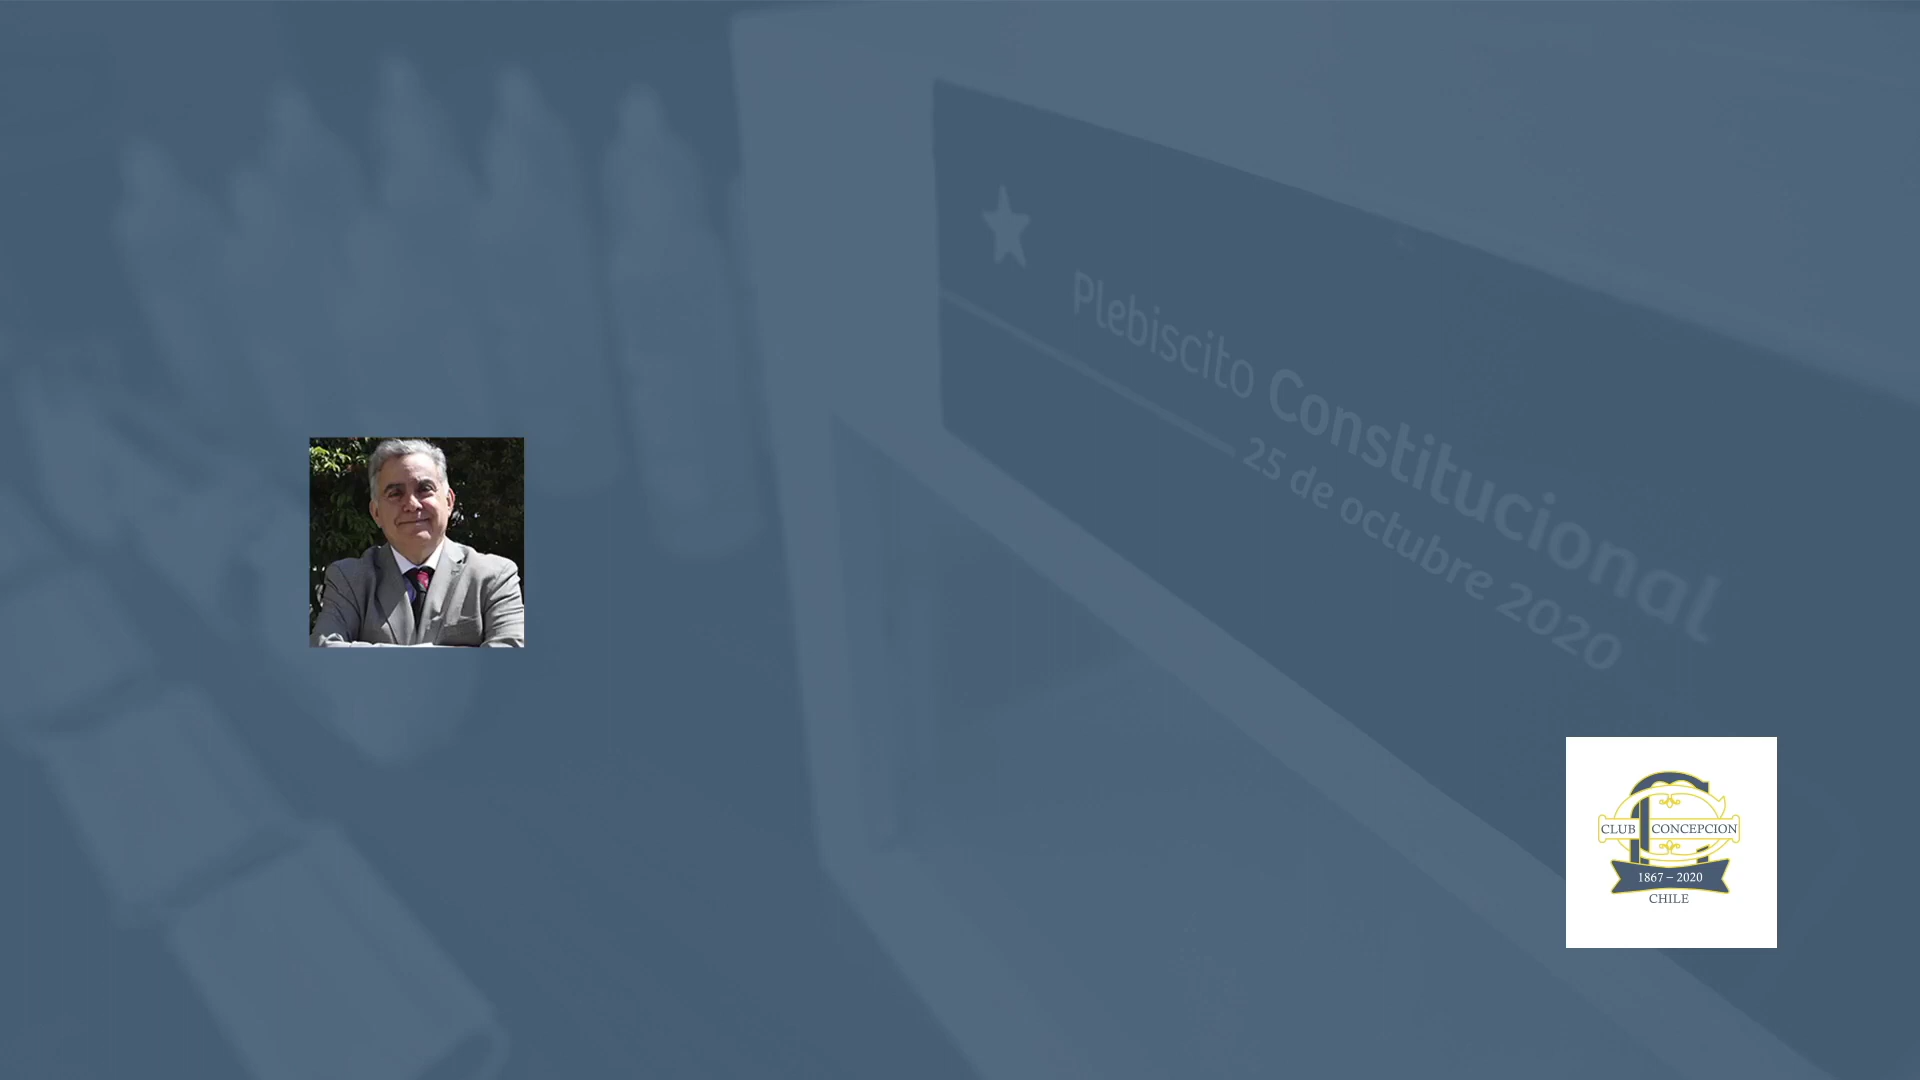 Plebiscito Constitucional
25 de octubre 2020
CLUB CONCEPCION
1867 – 2020
CHILE